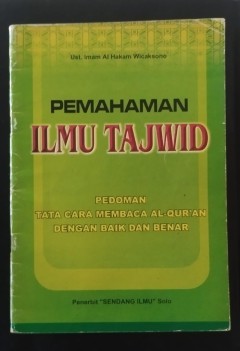 Ust. Imam Al Hakam Wicaksono
PEMAHAMAN
ILMU TAJWID
PEDOMAN
TATA CARA MEMBACA AL-QUR'AN
DENGAN BAIK DAN BENAR
Penerbit "SENDANG ILMU" Solo